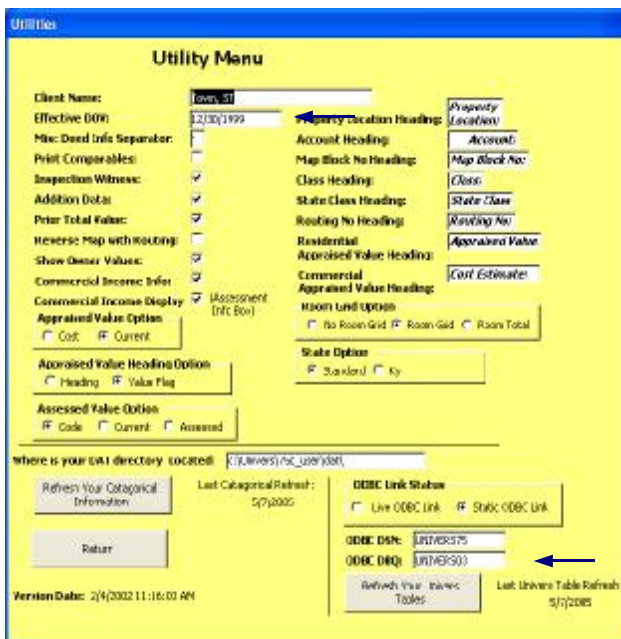 Utilities
Utility Menu
Client Name: Town, ST
Effective DOV: 12/30/1999
Misc Deed Info Separator:
Print Comparables:
Inspection Witness:
Addition Data:
Prior Total Value:
Reverse Map with Routing:
Show Owner Values:
Commercial Income Info:
Commercial Income Display (Assessment Info Box)
Property Location Heading: Property Location:
Account Heading: Account:
Map Block No Heading: Map Block No:
Class Heading: Class:
State Class Heading: State Class
Routing No Heading: Routing No:
Residential Appraised Value Heading: Appraised Value
Commercial Appraised Value Heading: Cost Estimate:
Appraised Value Option
Cost Current
Room Grid Option
No Room Grid Room Grid Room Total
Appraised Value Heading Option
Heading Value Flag
State Option
Standard Ky
Assessed Value Option
Code Current Assessed
Where is your DAT directory Located:
Refresh Your Catagorical Information
Last Catagorical Refresh:
5/7/2005
ODBC Link Status
Live ODBC Link Static ODBC Link
Return
ODBC DSN: UNIVERS75
ODBC DBQ: UNIVERS03
Refresh Your Univers Tables
Last Univers Table Refresh
5/7/2005
Version Date: 2/4/2002 11:16:00 AM